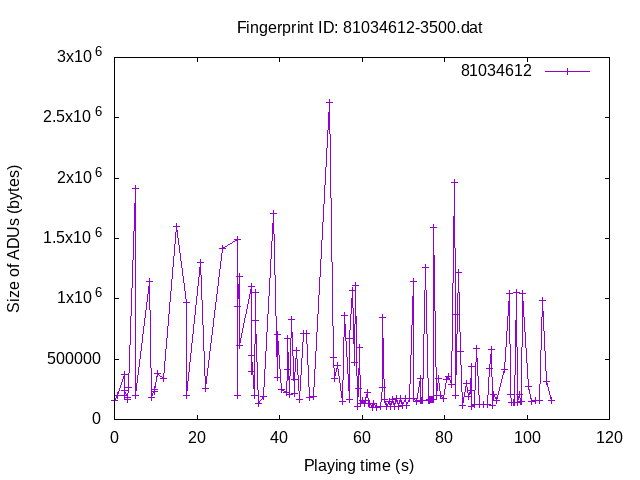 Fingerprint ID: 81034612-3500.dat
3x10^6
81034612
2.5x10^6
2x10^6
1.5x10^6
1x10^6
500000
0
Size of ADUs (bytes)
0 20 40 60 80 100 120
Playing time (s)